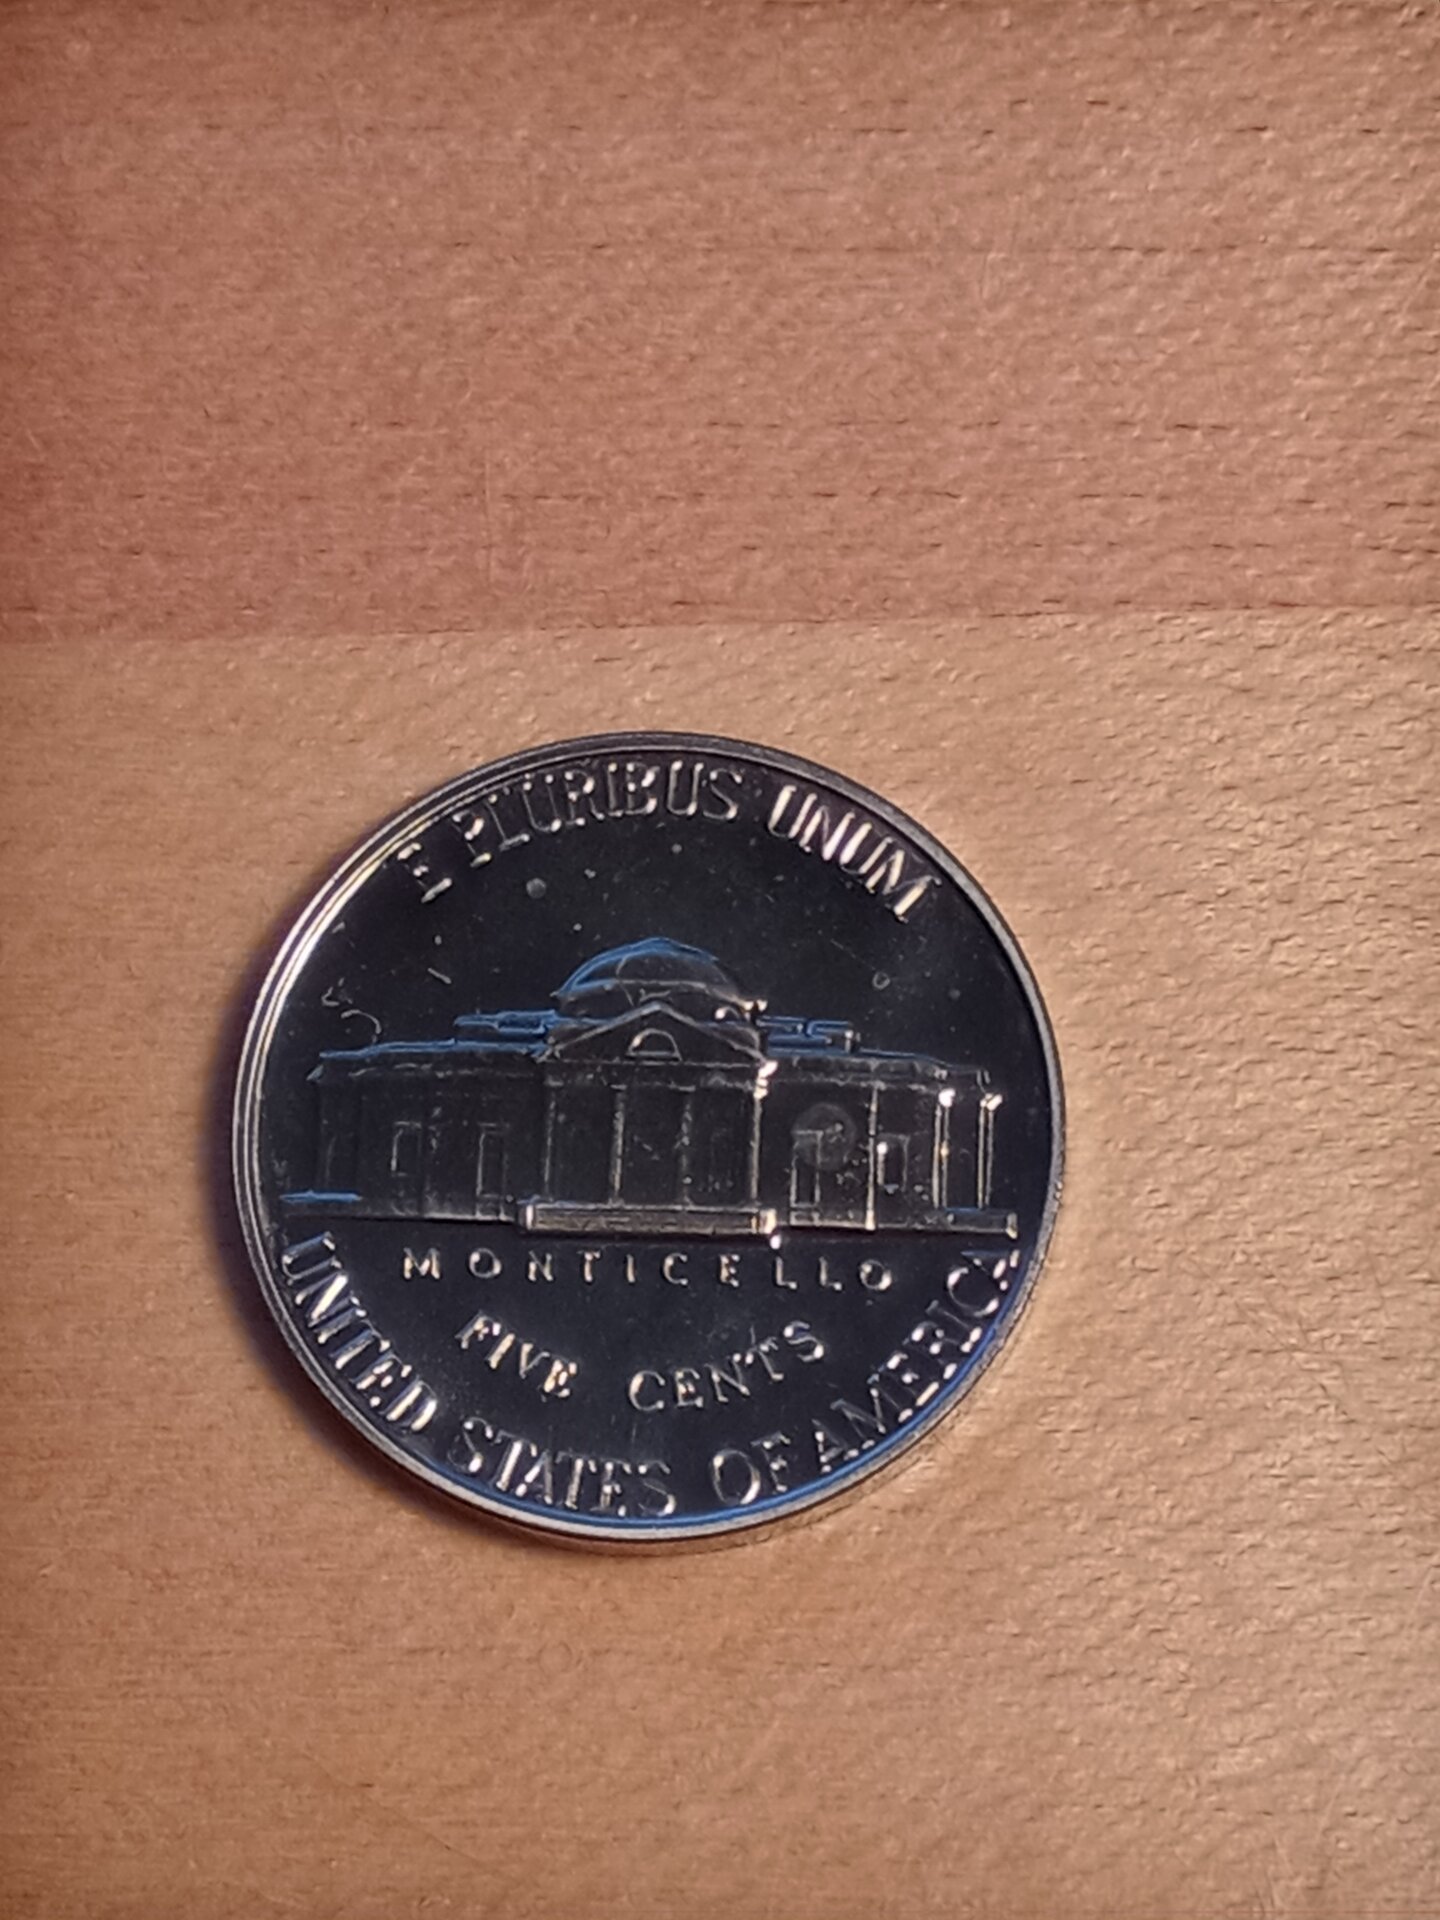 E PLURIBUS UNUM
MONTICELLO
FIVE CENTS
UNITED STATES OF AMERICA